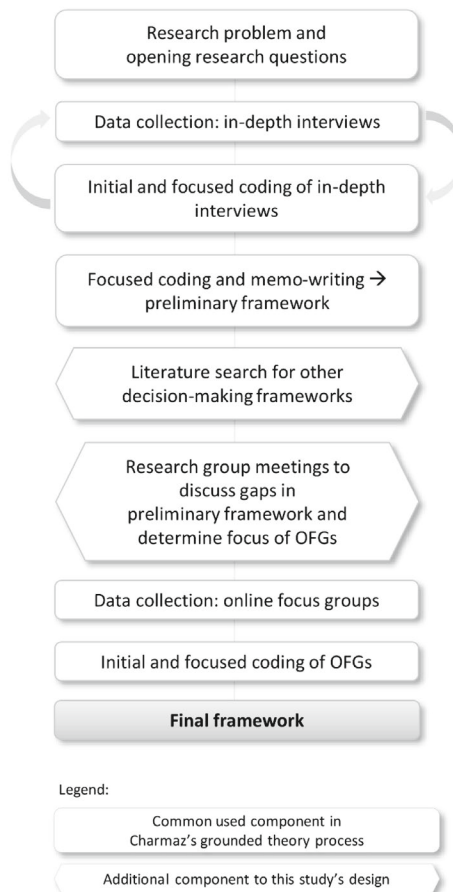 Research problem and
opening research questions
Data collection: in-depth interviews
Initial and focused coding of in-depth
interviews
Focused coding and memo-writing →
preliminary framework
Literature search for other
decision-making frameworks
Research group meetings to
discuss gaps in
preliminary framework and
determine focus of OFGs
Data collection: online focus groups
Initial and focused coding of OFGs
Final framework
Legend:
Common used component in
Charmaz's grounded theory process
Additional component to this study's design